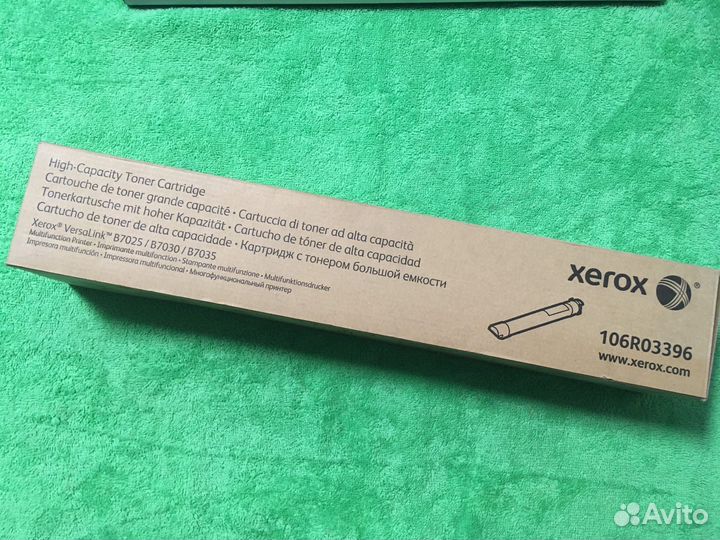 High-Capacity Toner Cartridge
Cartouche de toner grande capacité • Cartuccia di toner ad alta capacità
Tonerkartusche mit hoher Kapazität • Cartucho de tóner de alta capacidad
Cartucho de toner de alta capacidade • Картридж с тонером большой емкости
Xerox® VersaLink™ B7025 / B7030 / B7035
Multifunction Printer • Imprimante multifonction • Stampante multifunzione • Multifunktionsdrucker
Impresora multifunción • Impressora multifuncional • Многофункциональный принтер
xerox
106R03396
www.xerox.com
Avito